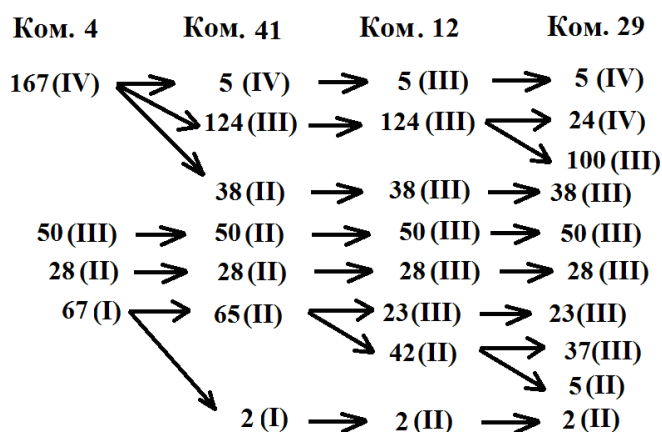 Ком. 4 Ком. 41 Ком. 12 Ком. 29
167(IV) 5 (IV) 5 (III) 5 (IV)
124(III) 124(III) 24(IV)
100(III)
38(II) 38(III) 38(III)
50(III) 50(II) 50(III) 50(III)
28(II) 28(II) 28(III) 28(III)
67(I) 65(II) 23(III) 23(III)
42(II) 37(III)
5(II)
2(I) 2(II) 2(II)